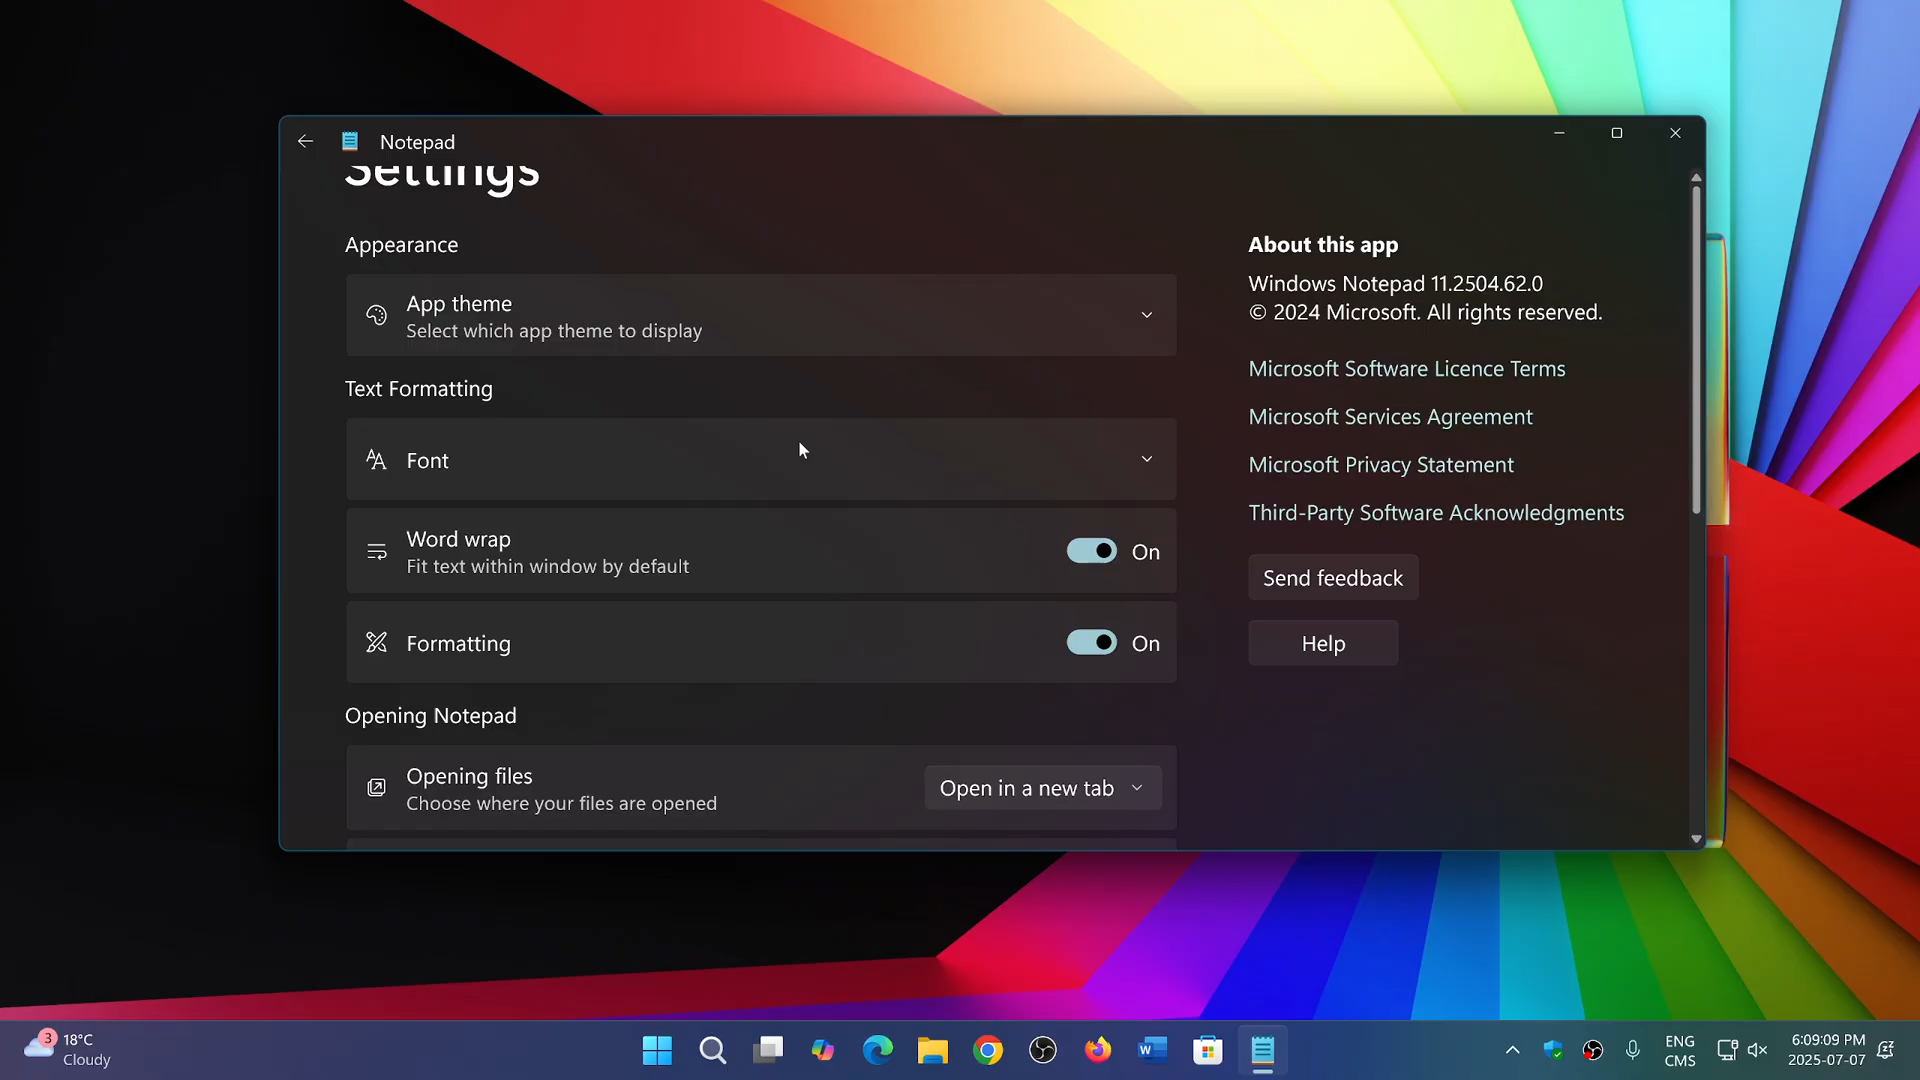 Notepad
Settings
Appearance
App theme
Select which app theme to display
Text Formatting
Font
Word wrap
Fit text within window by default
On
Formatting
On
Opening Notepad
Opening files
Choose where your files are opened
Open in a new tab
About this app
Windows Notepad 11.2504.62.0
© 2024 Microsoft. All rights reserved.
Microsoft Software Licence Terms
Microsoft Services Agreement
Microsoft Privacy Statement
Third-Party Software Acknowledgments
Send feedback
Help
3
18°C
Cloudy
W
ENG
CMS
6:09:09 PM
2025-07-07